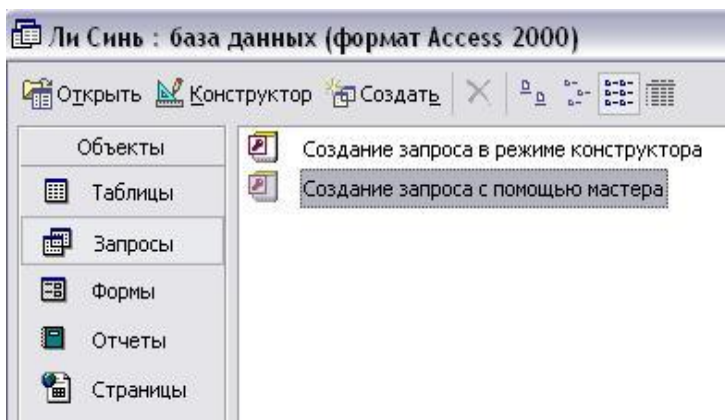 Ли Синь : база данных (формат Access 2000)
Открыть Конструктор Создать
Объекты
Таблицы
Запросы
Формы
Отчеты
Страницы
Создание запроса в режиме конструктора
Создание запроса с помощью мастера